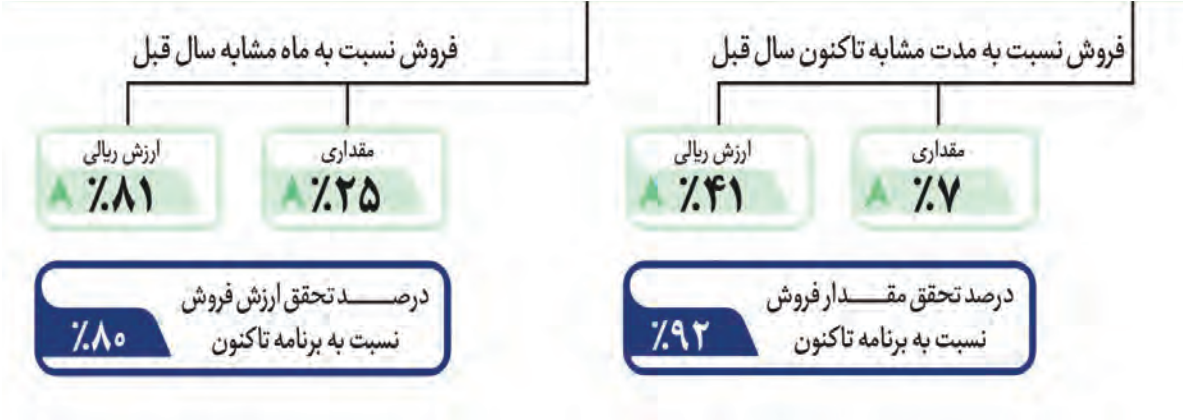 فروش نسبت به مدت مشابه تاکنون سال قبل
مقداری
٪۷
ارزش ریالی
٪۴۱
درصد تحقق مقـــدار فروش
نسبت به برنامه تاکنون
٪۹۲
فروش نسبت به ماه مشابه سال قبل
مقداری
٪۲۵
ارزش ریالی
٪۸۱
درصـــــد تحقق ارزش فروش
نسبت به برنامه تاکنون
٪۸۰